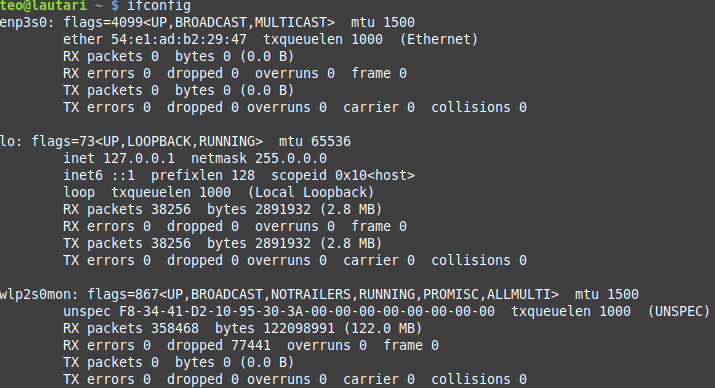 teo@lautari ~ $ ifconfig
enp3s0: flags=4099<UP,BROADCAST,MULTICAST>  mtu 1500
        ether 54:e1:ad:b2:29:47  txqueuelen 1000  (Ethernet)
        RX packets 0  bytes 0 (0.0 B)
        RX errors 0  dropped 0  overruns 0  frame 0
        TX packets 0  bytes 0 (0.0 B)
        TX errors 0  dropped 0 overruns 0  carrier 0  collisions 0

lo: flags=73<UP,LOOPBACK,RUNNING>  mtu 65536
        inet 127.0.0.1  netmask 255.0.0.0
        inet6 ::1  prefixlen 128  scopeid 0x10<host>
        loop  txqueuelen 1000  (Local Loopback)
        RX packets 38256  bytes 2891932 (2.8 MB)
        RX errors 0  dropped 0  overruns 0  frame 0
        TX packets 38256  bytes 2891932 (2.8 MB)
        TX errors 0  dropped 0 overruns 0  carrier 0  collisions 0

wlp2s0mon: flags=867<UP,BROADCAST,NOTRAILERS,RUNNING,PROMISC,ALLMULTI>  mtu 1500
        unspec F8-34-41-D2-10-95-30-3A-00-00-00-00-00-00-00-00  txqueuelen 1000  (UNSPEC)
        RX packets 358468  bytes 122098991 (122.0 MB)
        RX errors 0  dropped 77441  overruns 0  frame 0
        TX packets 0  bytes 0 (0.0 B)
        TX errors 0  dropped 0 overruns 0  carrier 0  collisions 0